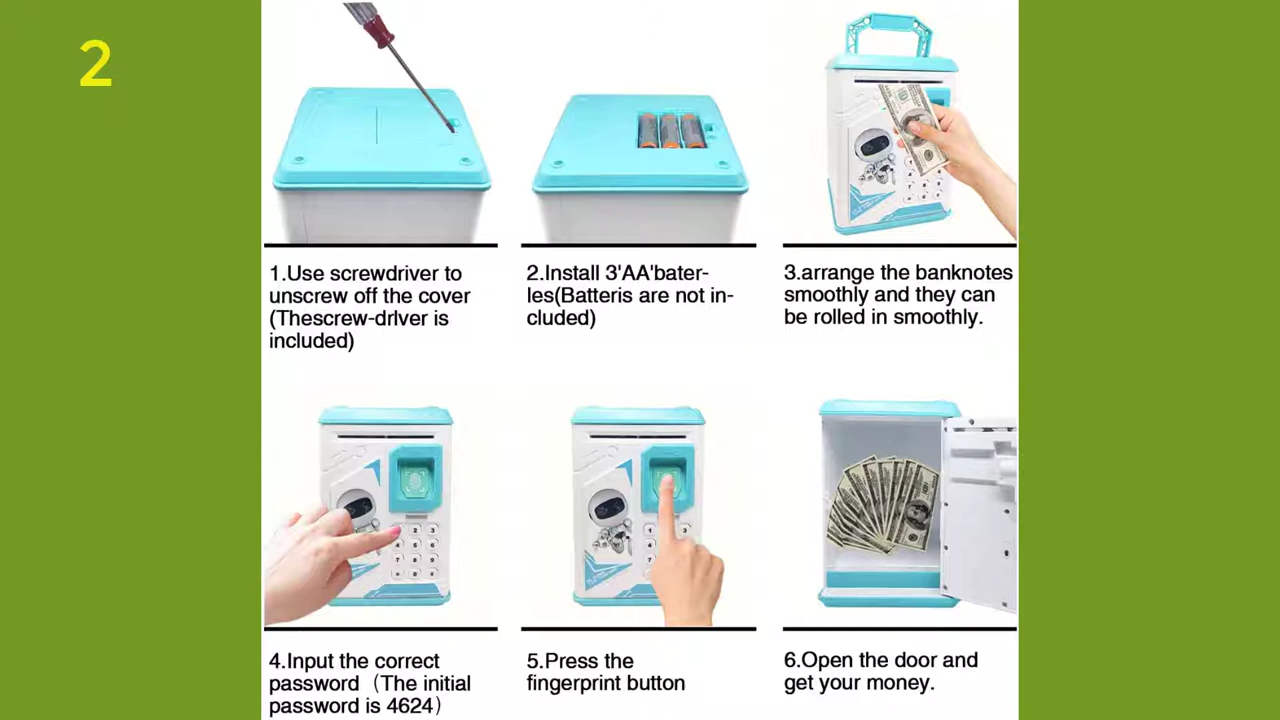 2
1.Use screwdriver to
unscrew off the cover
(Thescrew-drlver is
included)
2.Install 3'AA'bater-
les(Batteris are not in-
cluded)
3.arrange the banknotes
smoothly and they can
be rolled in smoothly.
4.Input the correct
password（The initial
password is 4624）
5.Press the
fingerprint button
6.Open the door and
get your money.